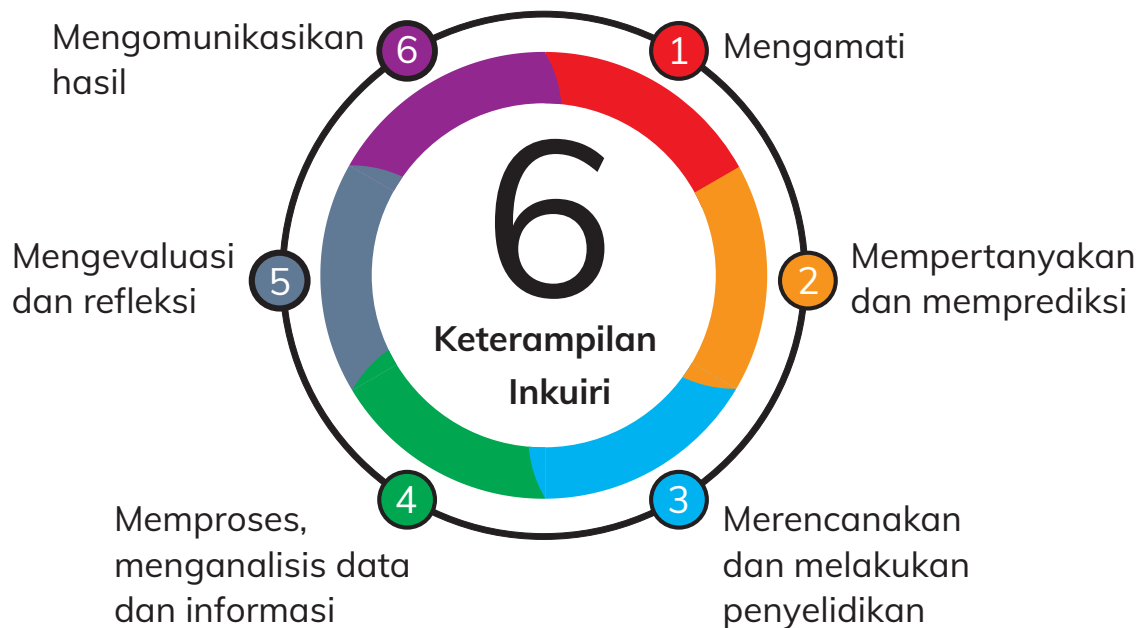 6
Keterampilan
Inkuiri
1
Mengamati
2
Mempertanyakan
dan memprediksi
3
Merencanakan
dan melakukan
penyelidikan
4
Memproses,
menganalisis data
dan informasi
5
Mengevaluasi
dan refleksi
6
Mengomunikasikan
hasil